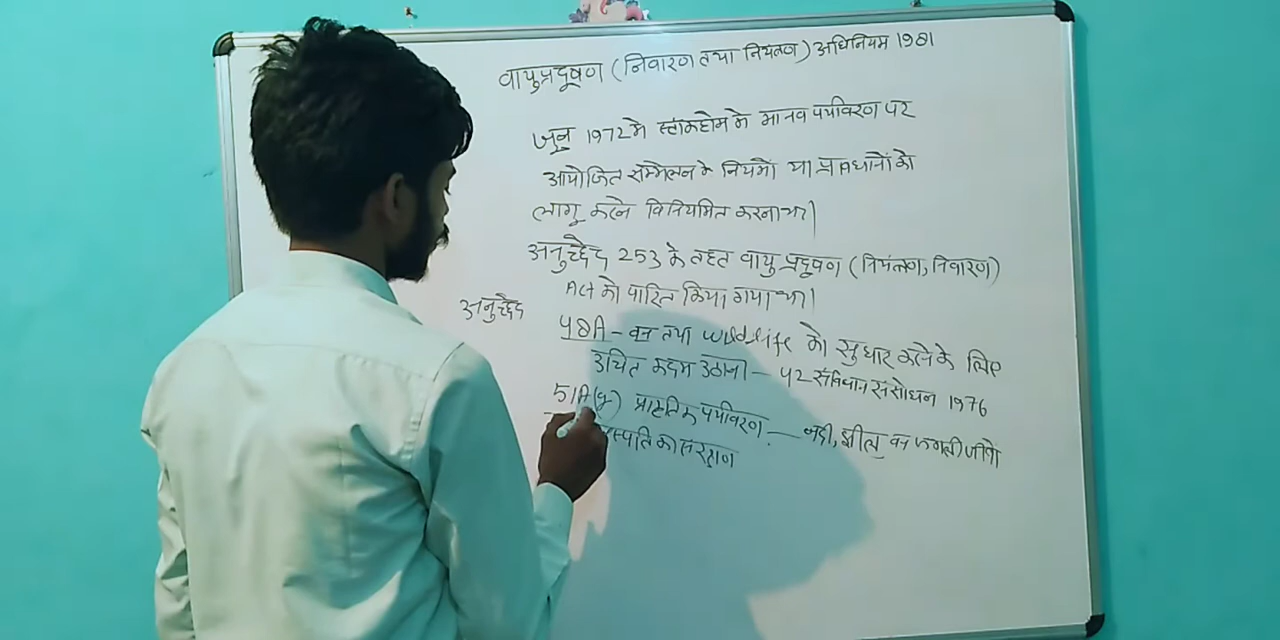 वायुप्रदूषण (निवारण तथा नियंत्रण) अधिनियम 1981
जून 1972 मे स्टॉकहोम मे मानव पर्यावरण पर
आयोजित सम्मेलन के नियमों या प्रावधानों को
लागू करने विनियमित करना था।
अनुच्छेद 253 के तहत वायु प्रदूषण (नियंत्रण, निवारण)
Act को पारित किया गया था।
अनुच्छेद
48A - वन तथा wildlife को सुधार करने के लिए
उचित कदम उठाना - 42 संविधान संसोधन 1976
51A(g) प्राकृतिक पर्यावरण - नदी, झील, वन जंगली जीवो
स्पति का संरक्षण